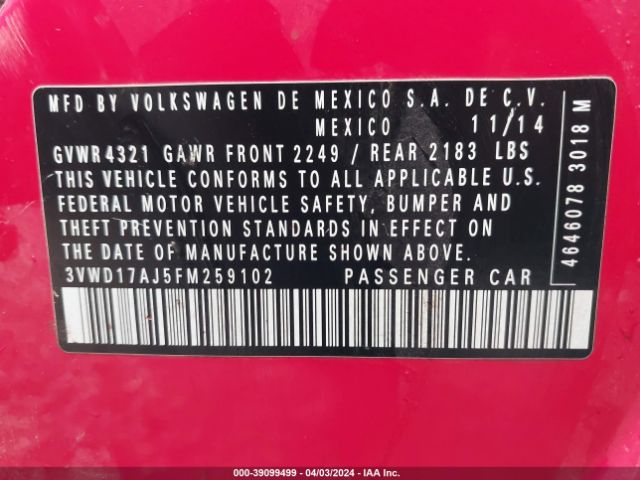 MFD BY VOLKSWAGEN DE MEXICO S.A. DE C.V.
MEXICO 11/14
GVWR 4321 GAWR FRONT 2249 / REAR 2183 LBS
THIS VEHICLE CONFORMS TO ALL APPLICABLE U.S.
FEDERAL MOTOR VEHICLE SAFETY, BUMPER AND
THEFT PREVENTION STANDARDS IN EFFECT ON
THE DATE OF MANUFACTURE SHOWN ABOVE.
3VWD17AJ5FM259102 PASSENGER CAR
4646078 3018 M
000-39099499 - 04/03/2024 - IAAI.com